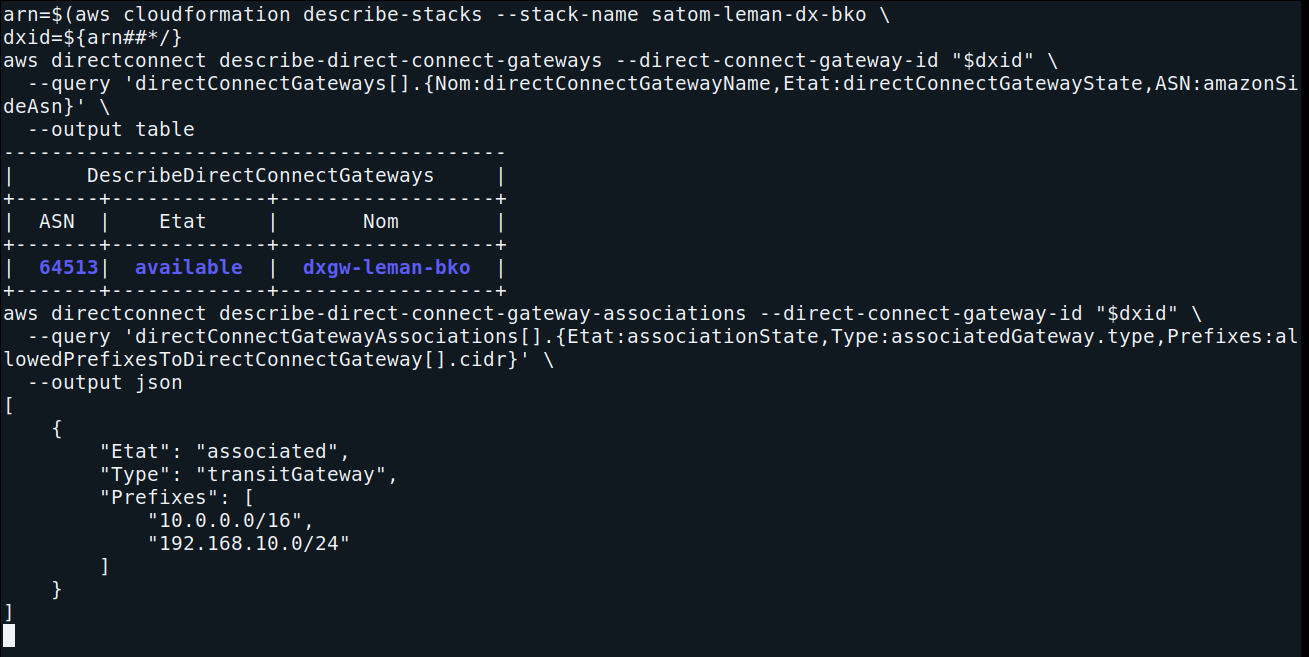 arn=$(aws cloudformation describe-stacks --stack-name satom-leman-dx-bko \
dxid=${arn##*/}
aws directconnect describe-direct-connect-gateways --direct-connect-gateway-id "$dxid" \
  --query 'directConnectGateways[].{Nom:directConnectGatewayName,Etat:directConnectGatewayState,ASN:amazonSi
deAsn}' \
  --output table
------------------------------------------
|      DescribeDirectConnectGateways     |
+-------+-------------+------------------+
|  ASN  |    Etat     |       Nom        |
+-------+-------------+------------------+
|  64513|  available  |  dxgw-leman-bko  |
+-------+-------------+------------------+
aws directconnect describe-direct-connect-gateway-associations --direct-connect-gateway-id "$dxid" \
  --query 'directConnectGatewayAssociations[].{Etat:associationState,Type:associatedGateway.type,Prefixes:al
lowedPrefixesToDirectConnectGateway[].cidr}' \
  --output json
[
    {
        "Etat": "associated",
        "Type": "transitGateway",
        "Prefixes": [
            "10.0.0.0/16",
            "192.168.10.0/24"
        ]
    }
]